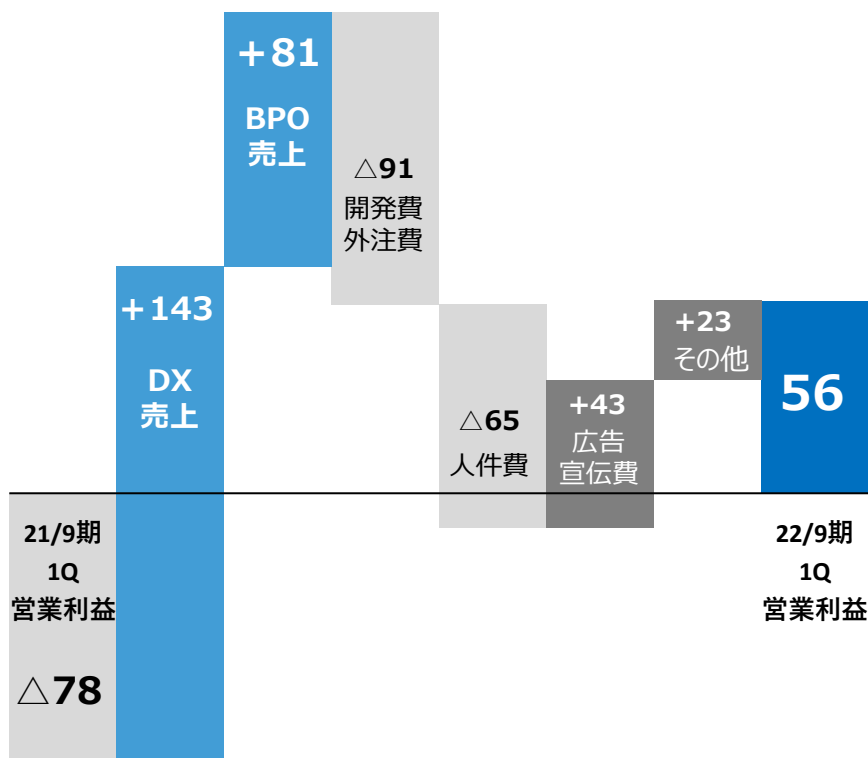 +81
BPO
売上
△91
開発費
外注費
+143
DX
売上
△65
人件費
+43
広告
宣伝費
+23
その他
56
21/9期
1Q
営業利益
△78
22/9期
1Q
営業利益